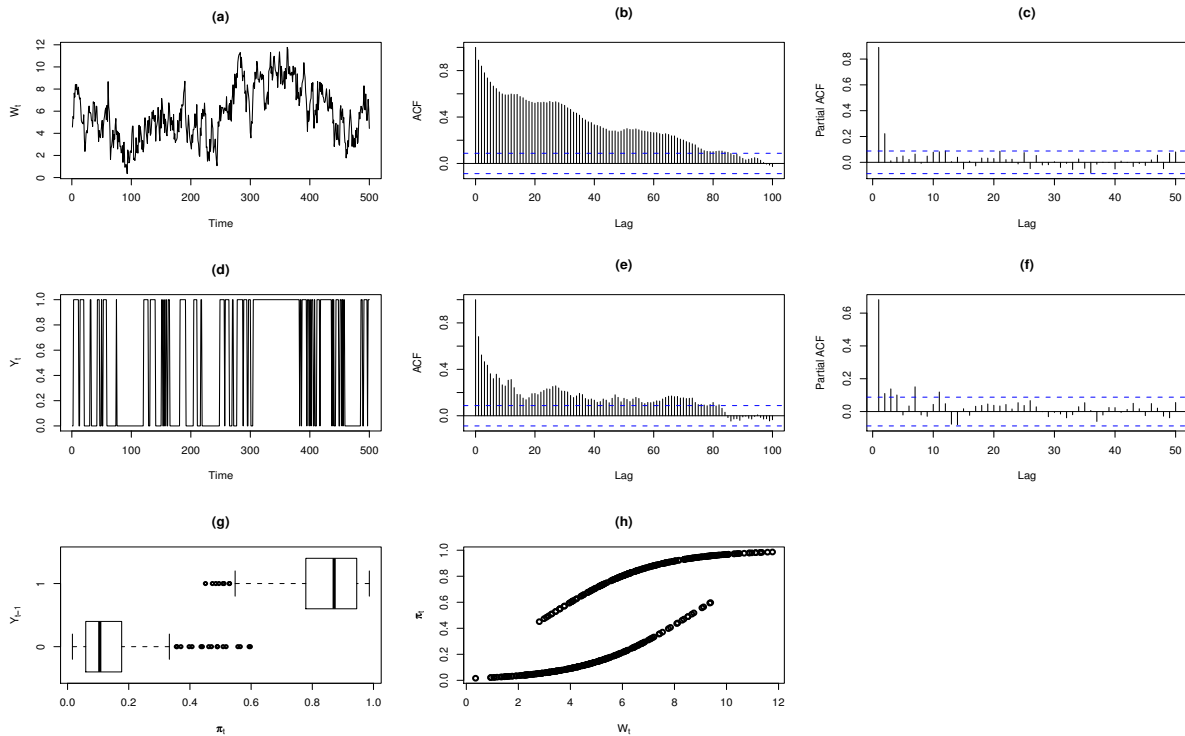 (a)
W_t
12
10
8
6
4
2
0
0 100 200 300 400 500
Time
(b)
ACF
0.8
0.4
0.0
0 20 40 60 80 100
Lag
(c)
Partial ACF
0.8
0.6
0.4
0.2
0.0
0 10 20 30 40 50
Lag
(d)
Y_t
1.0
0.8
0.6
0.4
0.2
0.0
0 100 200 300 400 500
Time
(e)
ACF
0.8
0.4
0.0
0 20 40 60 80 100
Lag
(f)
Partial ACF
0.6
0.4
0.2
0.0
0 10 20 30 40 50
Lag
(g)
Y_{t-1}
1
0
0.0 0.2 0.4 0.6 0.8 1.0
π_t
(h)
π_t
1.0
0.8
0.6
0.4
0.2
0.0
0 2 4 6 8 10 12
W_t